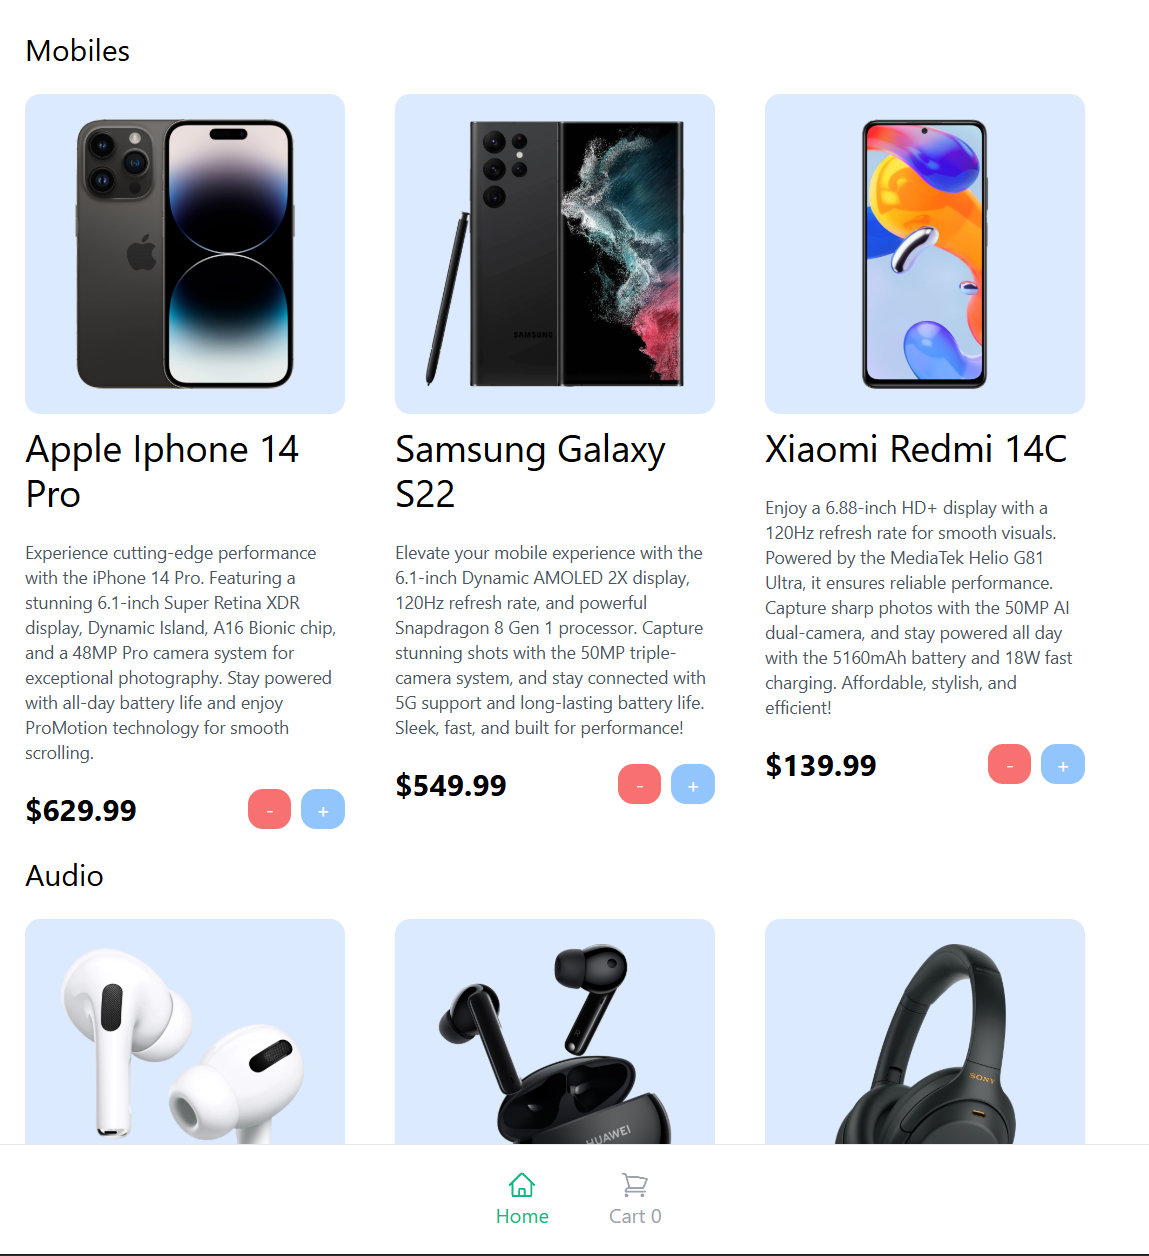 Mobiles
SAMSUNG
Apple Iphone 14
Pro
Experience cutting-edge performance
with the iPhone 14 Pro. Featuring a
stunning 6.1-inch Super Retina XDR
display, Dynamic Island, A16 Bionic chip,
and a 48MP Pro camera system for
exceptional photography. Stay powered
with all-day battery life and enjoy
ProMotion technology for smooth
scrolling.
$629.99
-
+
Samsung Galaxy
S22
Elevate your mobile experience with the
6.1-inch Dynamic AMOLED 2X display,
120Hz refresh rate, and powerful
Snapdragon 8 Gen 1 processor. Capture
stunning shots with the 50MP triple-
camera system, and stay connected with
5G support and long-lasting battery life.
Sleek, fast, and built for performance!
$549.99
-
+
Xiaomi Redmi 14C
Enjoy a 6.88-inch HD+ display with a
120Hz refresh rate for smooth visuals.
Powered by the MediaTek Helio G81
Ultra, it ensures reliable performance.
Capture sharp photos with the 50MP AI
dual-camera, and stay powered all day
with the 5160mAh battery and 18W fast
charging. Affordable, stylish, and
efficient!
$139.99
-
+
Audio
R
HUAWEI
SONY
Home
Cart 0